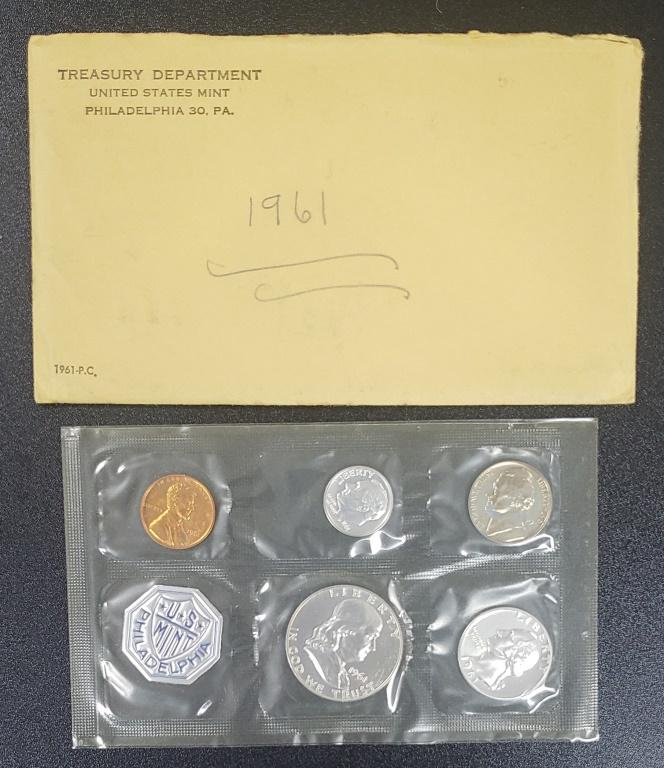 TREASURY DEPARTMENT
UNITED STATES MINT
PHILADELPHIA 30, PA.
1961
1961-P.C.
LIBERTY
LIBERTY
U.S.
MINT
PHILADELPHIA
LIBERTY
IN GOD WE TRUST
1961
LIBERTY
1961